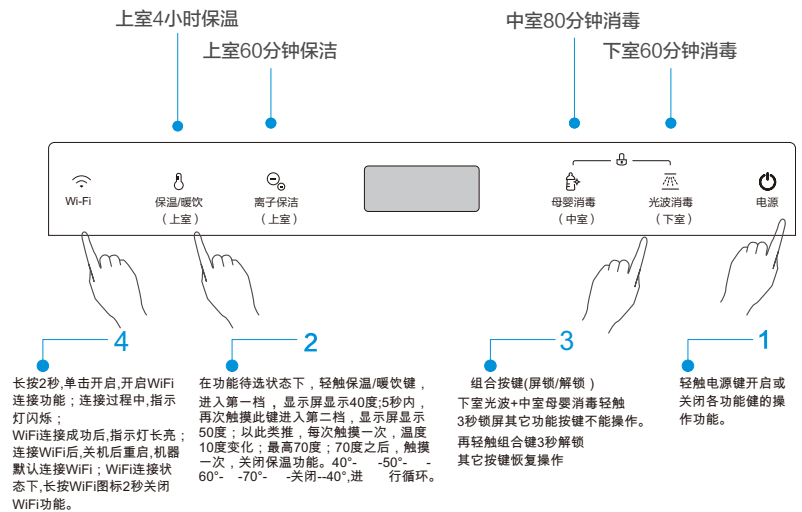 上室4小时保温
中室80分钟消毒
上室60分钟保洁
下室60分钟消毒
Wi-Fi
保温/暖饮
（上室）
离子保洁
（上室）
母婴消毒
（中室）
光波消毒
（下室）
电源
4
长按2秒,单击开启,开启WiFi
连接功能；连接过程中,指示
灯闪烁；
WiFi连接成功后,指示灯长亮；
连接WiFi后,关机后重启,机器
默认连接WiFi；WiFi连接状
态下,长按WiFi图标2秒关闭
WiFi功能。
2
在功能待选状态下，轻触保温/暖饮键，
进入第一档，显示屏显示40度;5秒内，
再次触摸此键进入第二档，显示屏显示
50度；以此类推，每次触摸一次，温度
10度变化；最高70度；70度之后，触摸
一次，关闭保温功能。40°- -50°- -
60°- -70°- -关闭--40°,进 行循环。
3
组合按键(屏锁/解锁）
下室光波+中室母婴消毒轻触
3秒锁屏其它功能按键不能操作。
再轻触组合键3秒解锁
其它按键恢复操作
1
轻触电源键开启或
关闭各功能健的操
作功能。